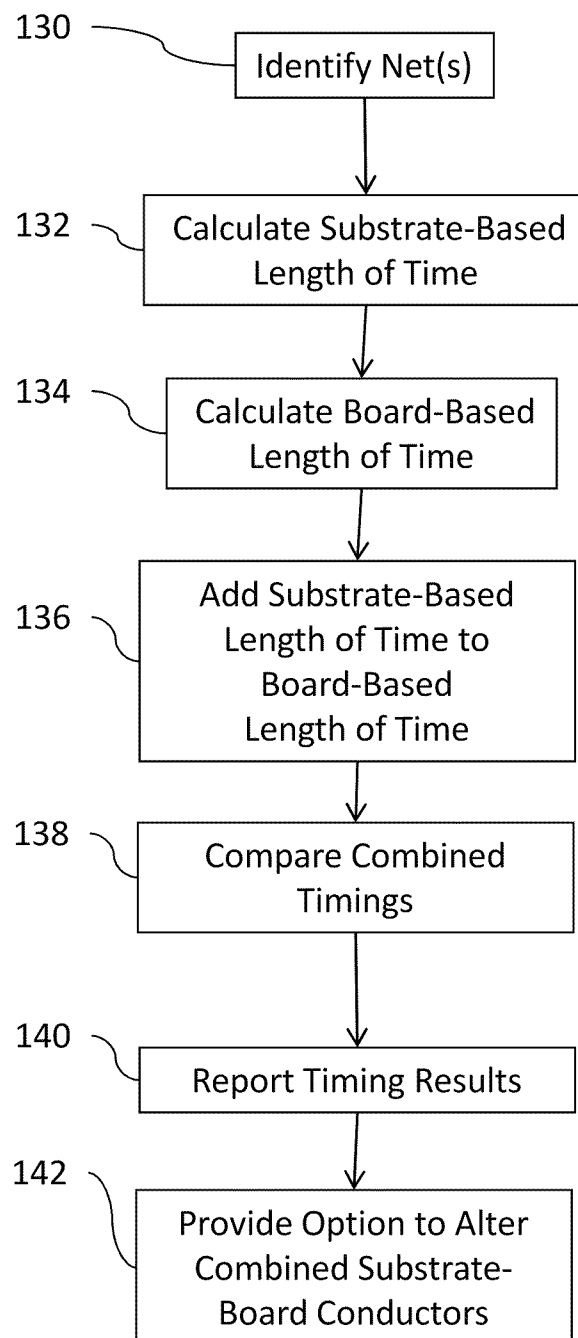 130
Identify Net(s)
132
Calculate Substrate-Based
Length of Time
134
Calculate Board-Based
Length of Time
136
Add Substrate-Based
Length of Time to
Board-Based
Length of Time
138
Compare Combined
Timings
140
Report Timing Results
142
Provide Option to Alter
Combined Substrate-
Board Conductors